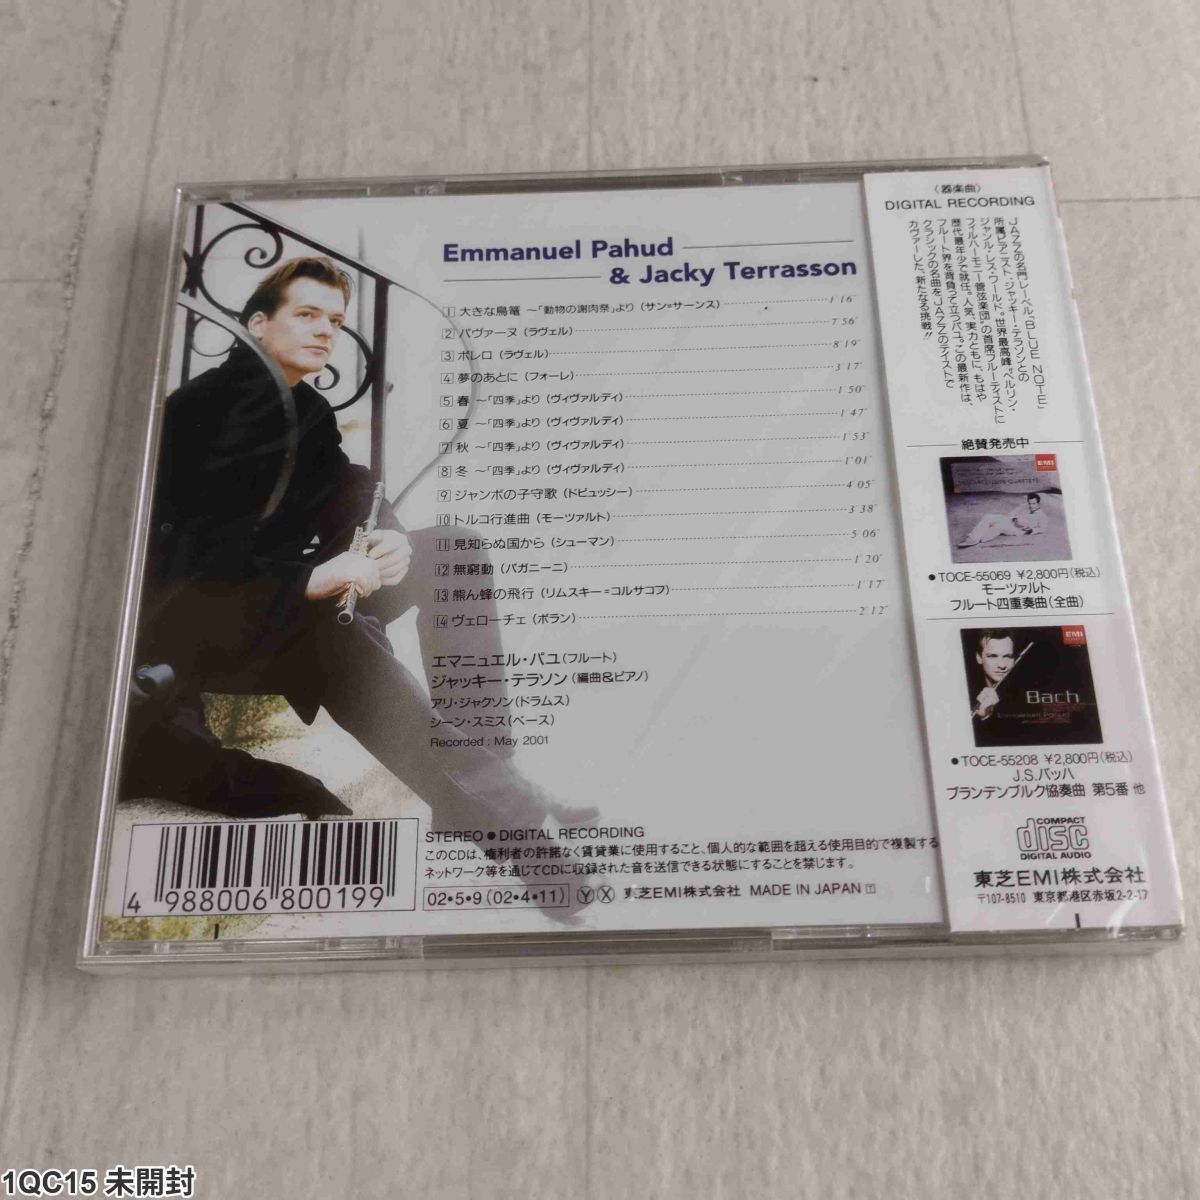 Emmanuel Pahud
& Jacky Terrasson
1 大きな鳥籠 ～「動物の謝肉祭」より (サン=サーンス) 1'16"
2 パヴァーヌ (ラヴェル) 7'56"
3 ボレロ (ラヴェル) 8'19"
4 夢のあとに (フォーレ) 3'17"
5 春 ～「四季」より (ヴィヴァルディ) 1'50"
6 夏 ～「四季」より (ヴィヴァルディ) 1'47"
7 秋 ～「四季」より (ヴィヴァルディ) 1'53"
8 冬 ～「四季」より (ヴィヴァルディ) 1'01"
9 ジャンボの子守歌 (ドビュッシー) 4'05"
10 トルコ行進曲 (モーツァルト) 3'38"
11 見知らぬ国から (シューマン) 5'06"
12 無窮動 (パガニーニ) 1'20"
13 熊ん蜂の飛行 (リムスキー=コルサコフ) 1'17"
14 ヴェローチェ (ボラン) 2'12"
エマニュエル・パユ(フルート)
ジャッキー・テラソン(編曲&ピアノ)
アリ・ジャクソン(ドラムス)
シーン・スミス(ベース)
Recorded : May 2001
STEREO ● DIGITAL RECORDING
このCDは、権利者の許諾なく賃貸業に使用すること、個人的な範囲を超える使用目的で複製する
ネットワーク等を通じてCDに収録された音を送信できる状態にすることを禁じます。
02・5・9 (02・4・11) Y X 東芝EMI株式会社 MADE IN JAPAN T
4 988006 800199
(器楽曲)
DIGITAL RECORDING
JAZZの名門レーベル「BLUE NOTE」
所属ピアニスト、ジャッキー・テラソンとの
ジャンル・レス・ワールド。世界最高峰“ベルリン・
フィルハーモニー管弦楽団”の首席フルーティストに
歴代最年少で就任。人気、実力ともに、もはや
フルート界を背負って立つパユ。この最新作は、
クラシックの名曲をJAZZのテイストで
カヴァーした、新たなる挑戦!!
絶賛発売中
EMI
● TOCE-55069 ¥2,800円(税込)
モーツァルト
フルート四重奏曲(全曲)
EMI
Bach
Emmanuel Pahud
● TOCE-55208 ¥2,800円(税込)
J.S.バッハ
ブランデンブルク協奏曲 第5番 他
COMPACT
disc
DIGITAL AUDIO
東芝EMI株式会社
〒107-8510 東京都港区赤坂2-2-17
1QC15 未開封